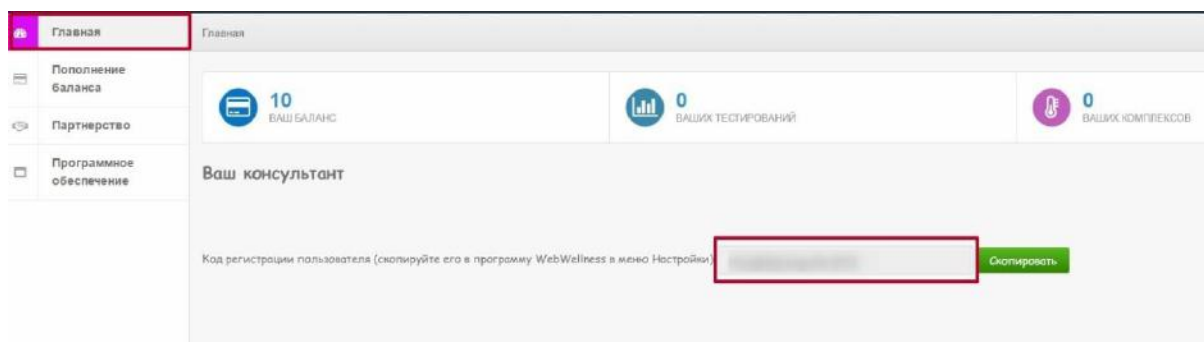 Главная
Главная
Пополнение
баланса
Партнерство
Программное
обеспечение
10
ВАШ БАЛАНС
0
ВАШИХ ТЕСТИРОВАНИЙ
0
ВАШИХ КОМПЛЕКСОВ
Ваш консультант
Код регистрации пользователя (скопируйте его в программу WebWellness в меню Настройки)
Скопировать